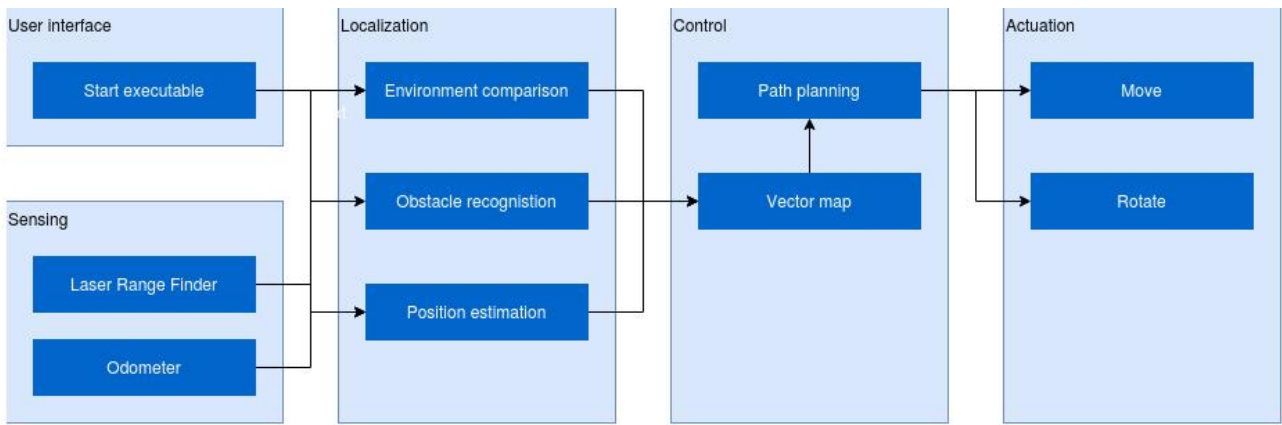 User interface
Start executable
Sensing
Laser Range Finder
Odometer
Localization
Environment comparison
Obstacle recognistion
Position estimation
Control
Path planning
Vector map
Actuation
Move
Rotate